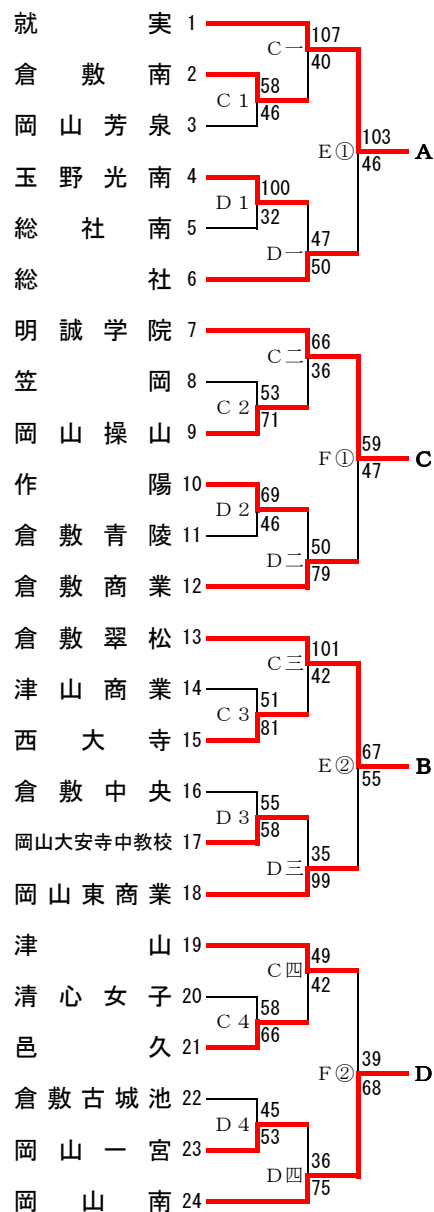 就実 1
倉敷南 2
岡山芳泉 3
玉野光南 4
総社南 5
総社 6
C1 58 46
D1 100 32
C一 107 40
D一 47 50
E① 103 46 A
明誠学院 7
笠岡 8
岡山操山 9
作陽 10
倉敷青陵 11
倉敷商業 12
C2 53 71
D2 69 46
C二 66 36
D二 50 79
F① 59 47 C
倉敷翠松 13
津山商業 14
西大寺 15
倉敷中央 16
岡山大安寺中教校 17
岡山東商業 18
C3 51 81
D3 55 58
C三 101 42
D三 35 99
E② 67 55 B
津山 19
清心女子 20
邑久 21
倉敷古城池 22
岡山一宮 23
岡山南 24
C4 58 66
D4 45 53
C四 49 42
D四 36 75
F② 39 68 D